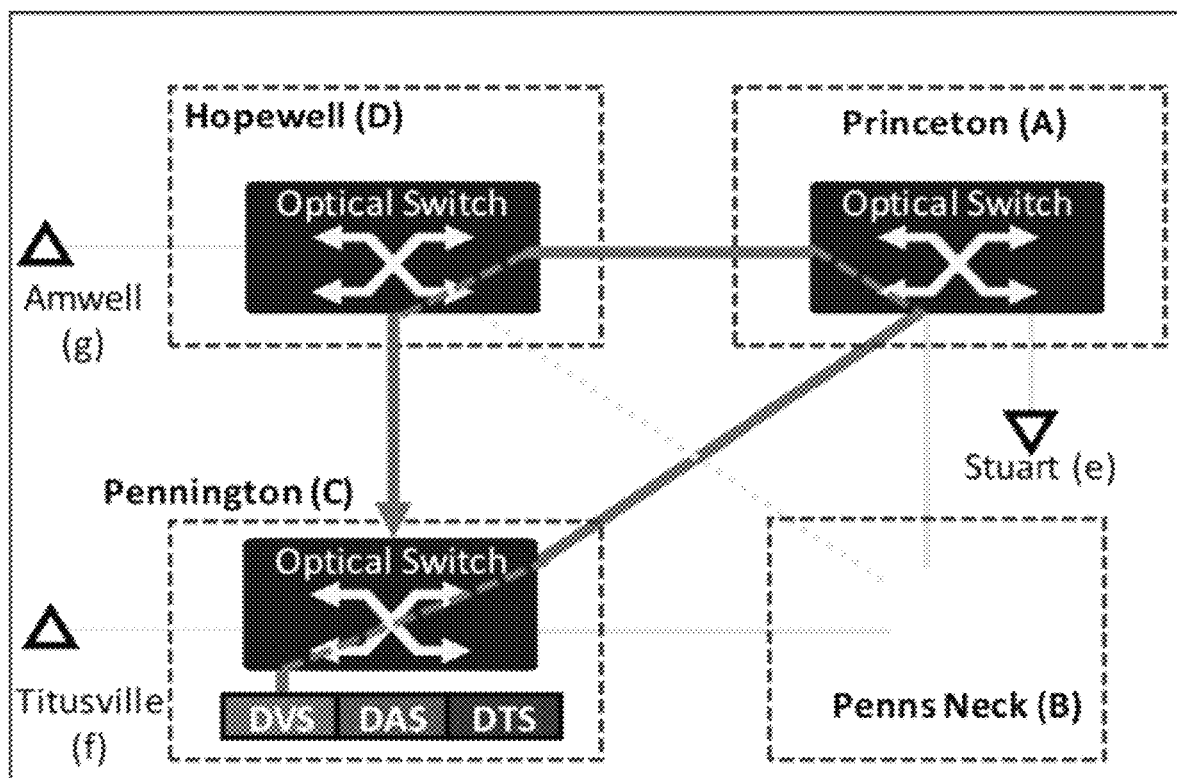 Hopewell (D)
Princeton (A)
Optical Switch
Optical Switch
Amwell
(g)
Stuart (e)
Pennington (C)
Optical Switch
Titusville
(f)
DVS DAS DTS
Penns Neck (B)